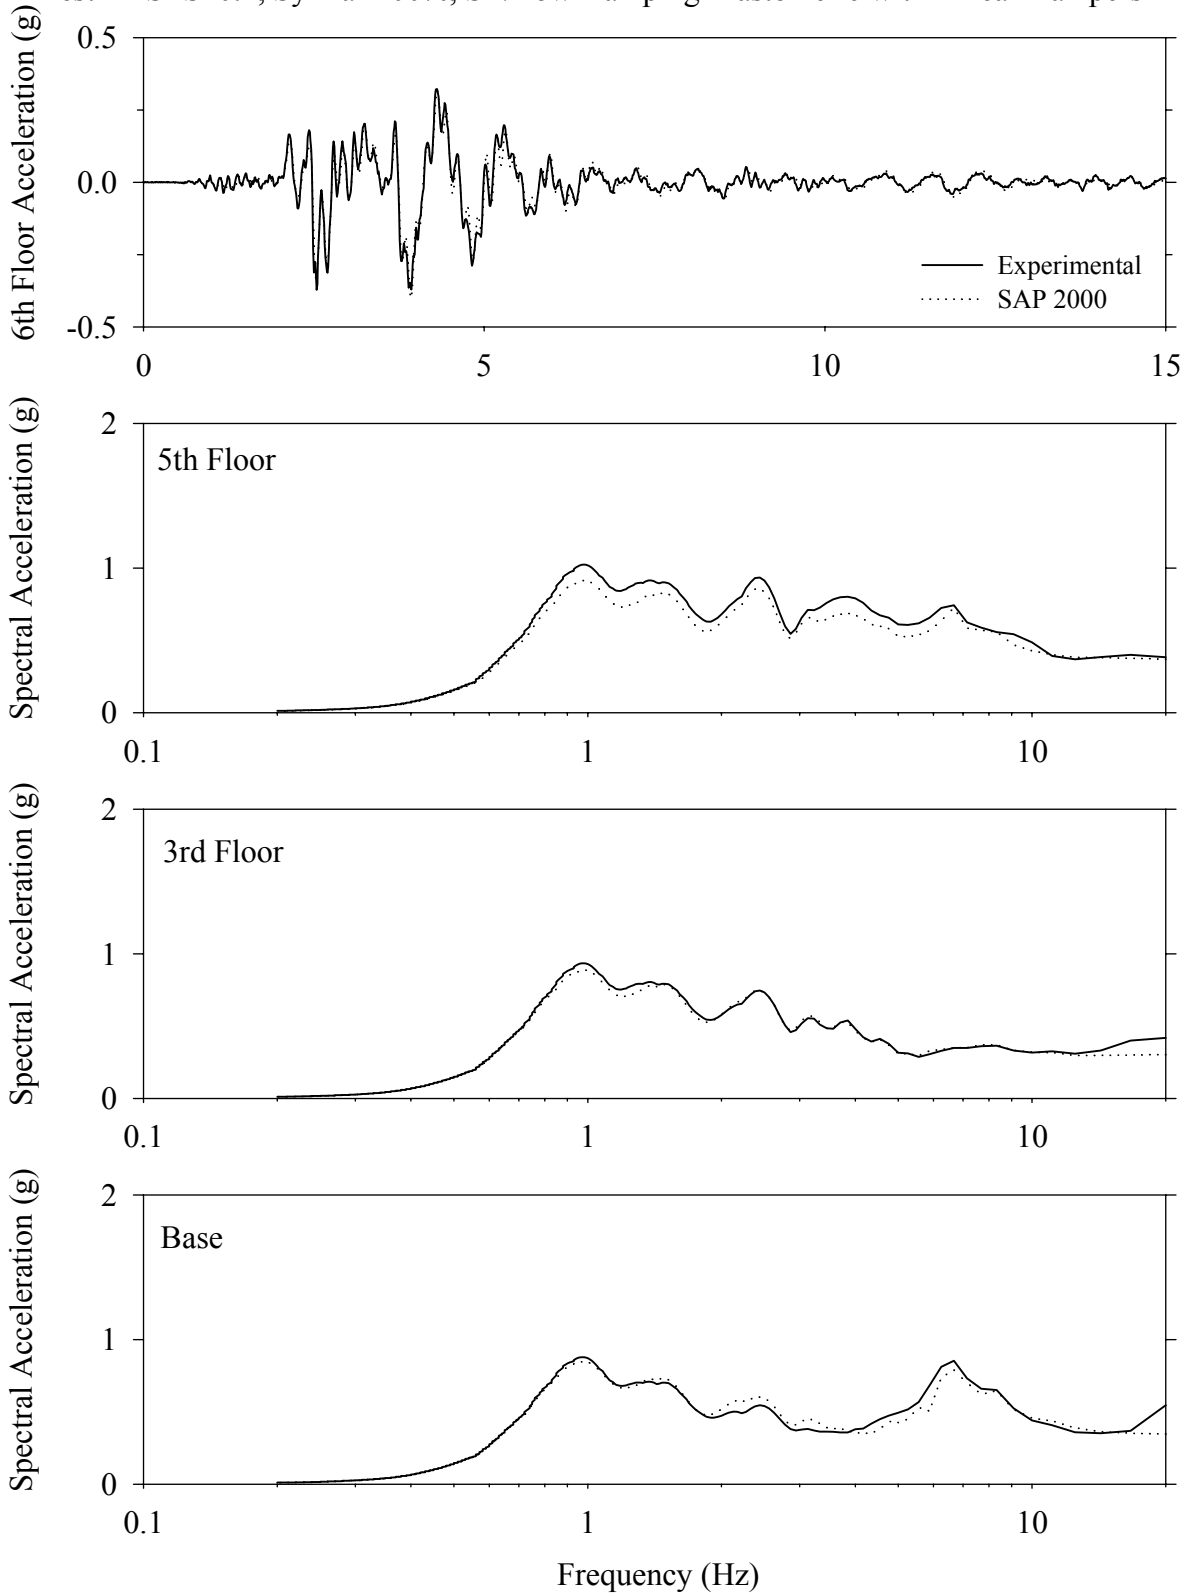 6th Floor Acceleration (g)
0.5
0.0
-0.5
Experimental
SAP 2000
0 5 10 15
Spectral Acceleration (g)
2
5th Floor
1
0
0.1 1 10
Spectral Acceleration (g)
2
3rd Floor
1
0
0.1 1 10
Spectral Acceleration (g)
2
Base
1
0
0.1 1 10
Frequency (Hz)